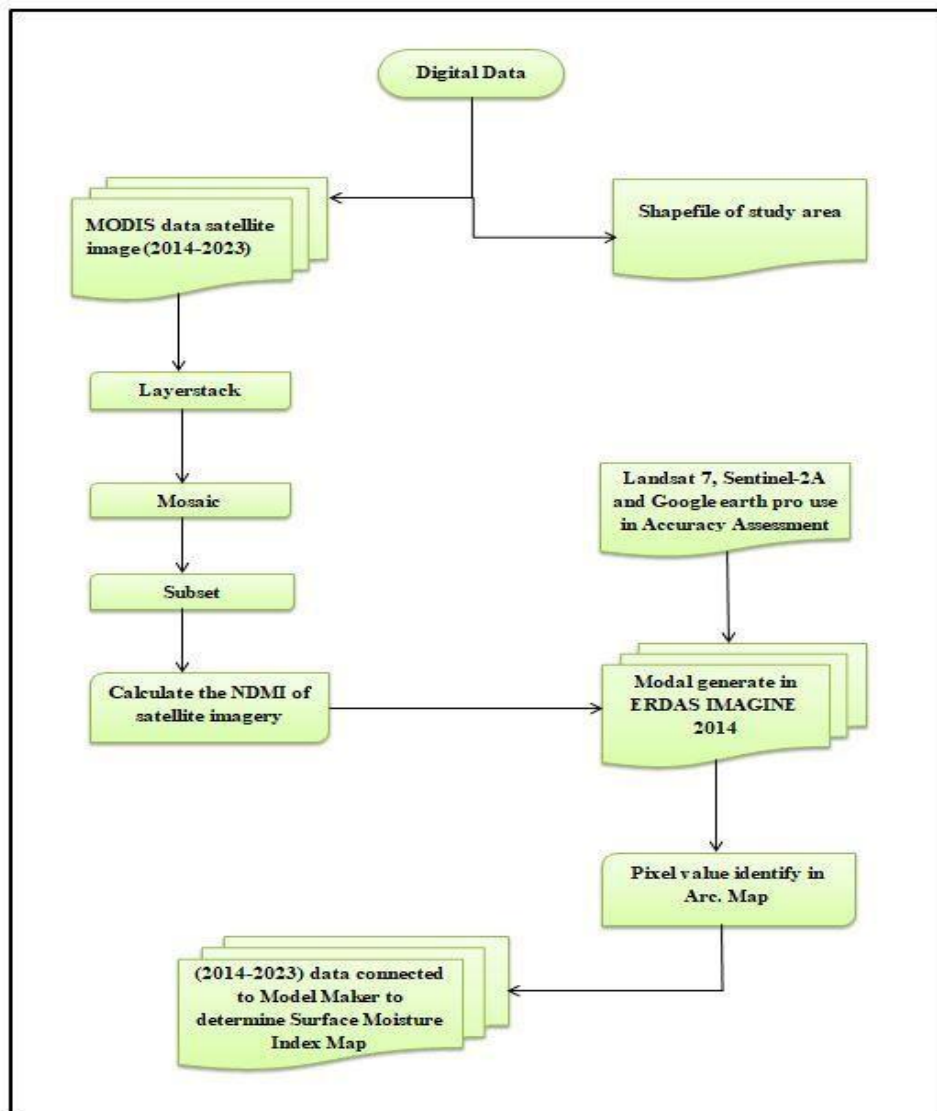 Digital Data
MODIS data satellite
image (2014-2023)
Shapefile of study area
Layerstack
Mosaic
Subset
Calculate the NDMI of
satellite imagery
Landsat 7, Sentinel-2A
and Google earth pro use
in Accuracy Assessment
Modal generate in
ERDAS IMAGINE
2014
Pixel value identify in
Arc. Map
(2014-2023) data connected
to Model Maker to
determine Surface Moisture
Index Map